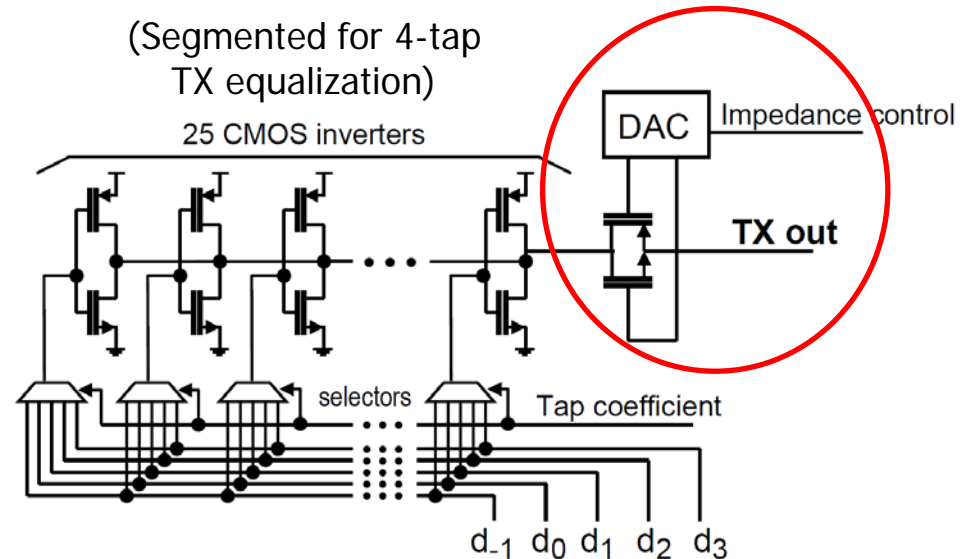 (Segmented for 4-tap
TX equalization)
25 CMOS inverters
DAC
Impedance control
TX out
selectors
Tap coefficient
d-1 d0 d1 d2 d3